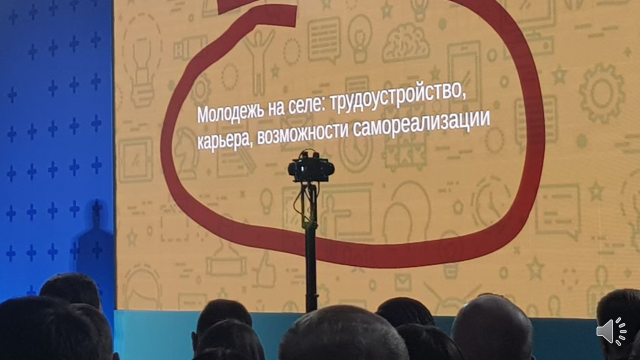 Молодежь на селе: трудоустройство,
карьера, возможности самореализации